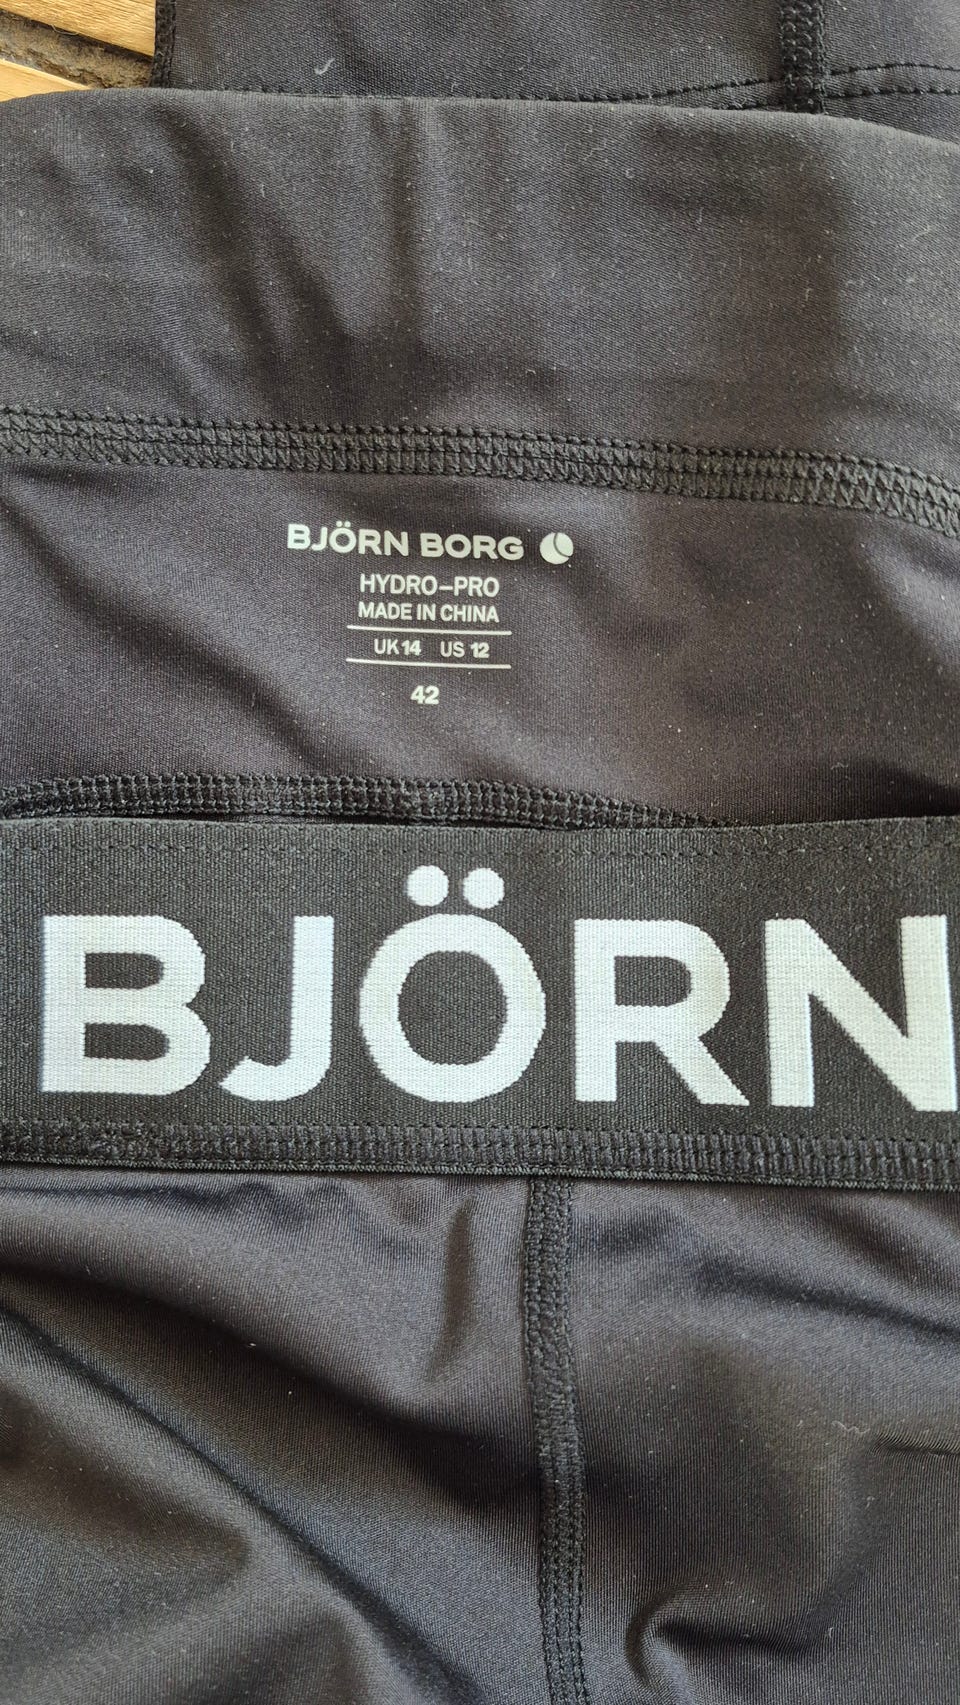 BJÖRN BORG
HYDRO-PRO
MADE IN CHINA
UK 14 US 12
42
BJÖRN